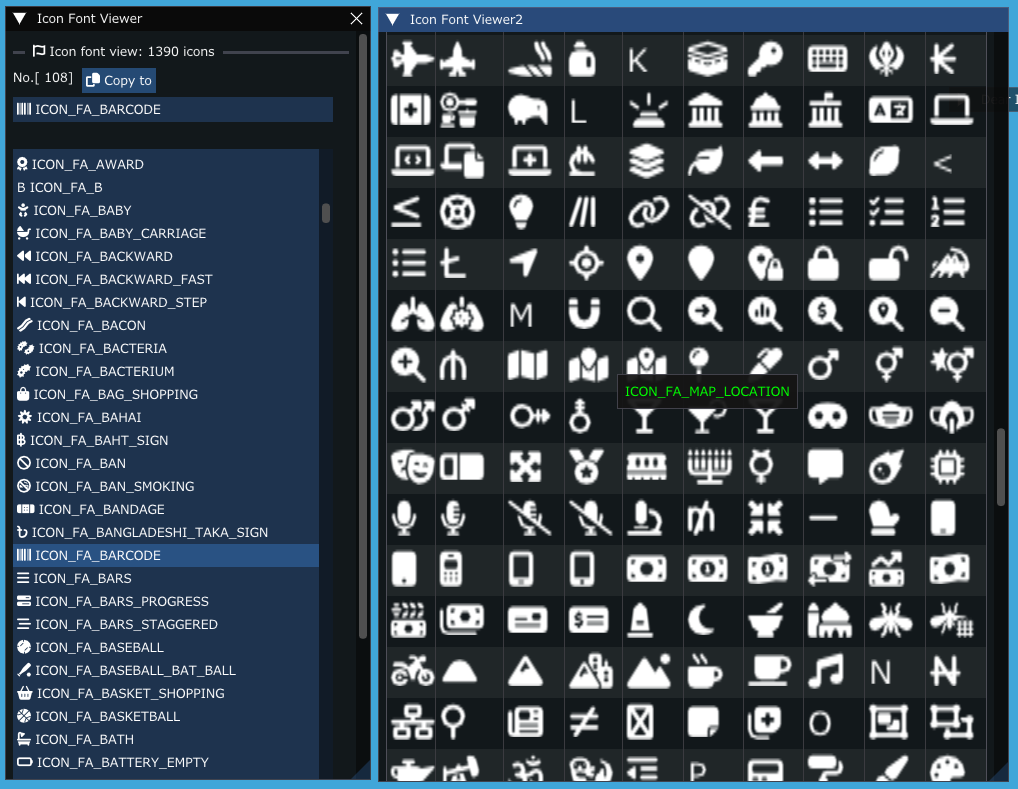 Icon Font Viewer
Icon font view: 1390 icons
No.[ 108] Copy to
ICON_FA_BARCODE
ICON_FA_AWARD
B ICON_FA_B
ICON_FA_BABY
ICON_FA_BABY_CARRIAGE
ICON_FA_BACKWARD
ICON_FA_BACKWARD_FAST
ICON_FA_BACKWARD_STEP
ICON_FA_BACON
ICON_FA_BACTERIA
ICON_FA_BACTERIUM
ICON_FA_BAG_SHOPPING
ICON_FA_BAHAI
ICON_FA_BAHT_SIGN
ICON_FA_BAN
ICON_FA_BAN_SMOKING
ICON_FA_BANDAGE
ICON_FA_BANGLADESHI_TAKA_SIGN
ICON_FA_BARCODE
ICON_FA_BARS
ICON_FA_BARS_PROGRESS
ICON_FA_BARS_STAGGERED
ICON_FA_BASEBALL
ICON_FA_BASEBALL_BAT_BALL
ICON_FA_BASKET_SHOPPING
ICON_FA_BASKETBALL
ICON_FA_BATH
ICON_FA_BATTERY_EMPTY
Icon Font Viewer2
K
L
<
M
ICON_FA_MAP_LOCATION
N
O
P